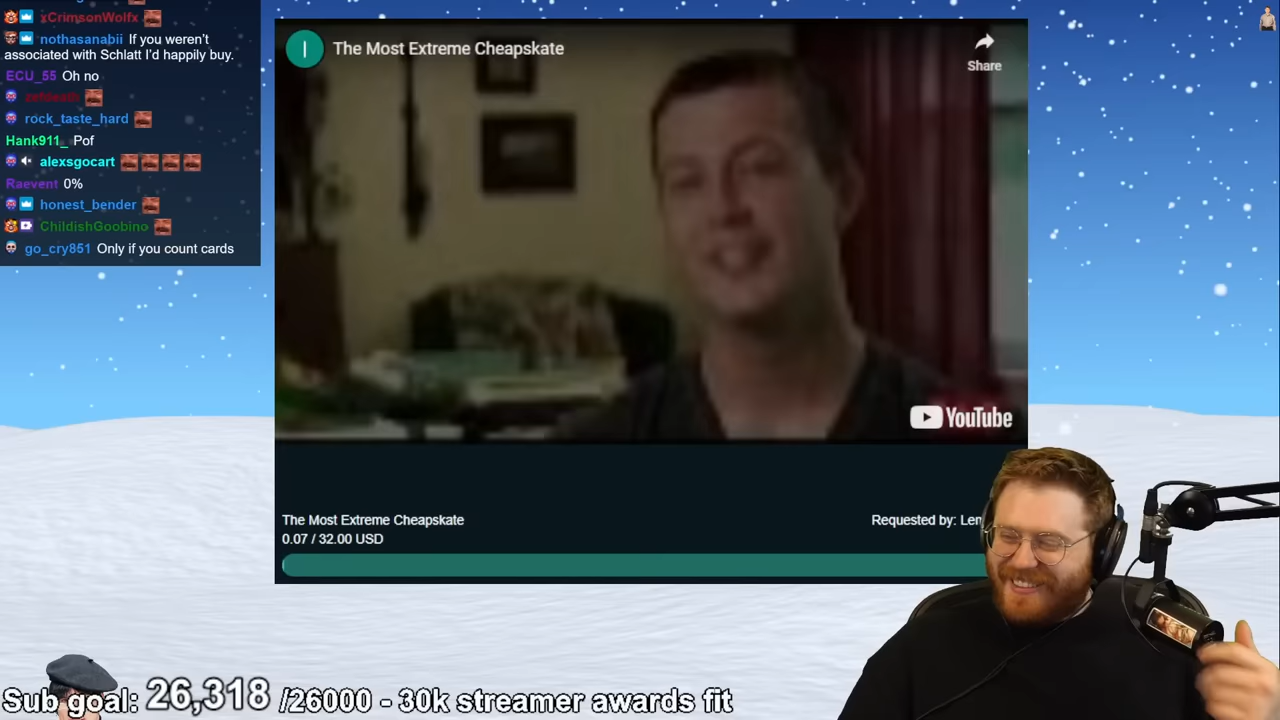 xCrimsonWolfx
nothasanabii If you weren't
associated with Schlatt I'd happily buy.
ECU_55 Oh no
zefdeath
rock_taste_hard
Hank911_ Pof
alexsgocart
Raevent 0%
honest_bender
ChildishGoobino
go_cry851 Only if you count cards
The Most Extreme Cheapskate
Share
YouTube
The Most Extreme Cheapskate
Requested by: Len
0.07 / 32.00 USD
Sub goal: 26,318 /26000 - 30k streamer awards fit